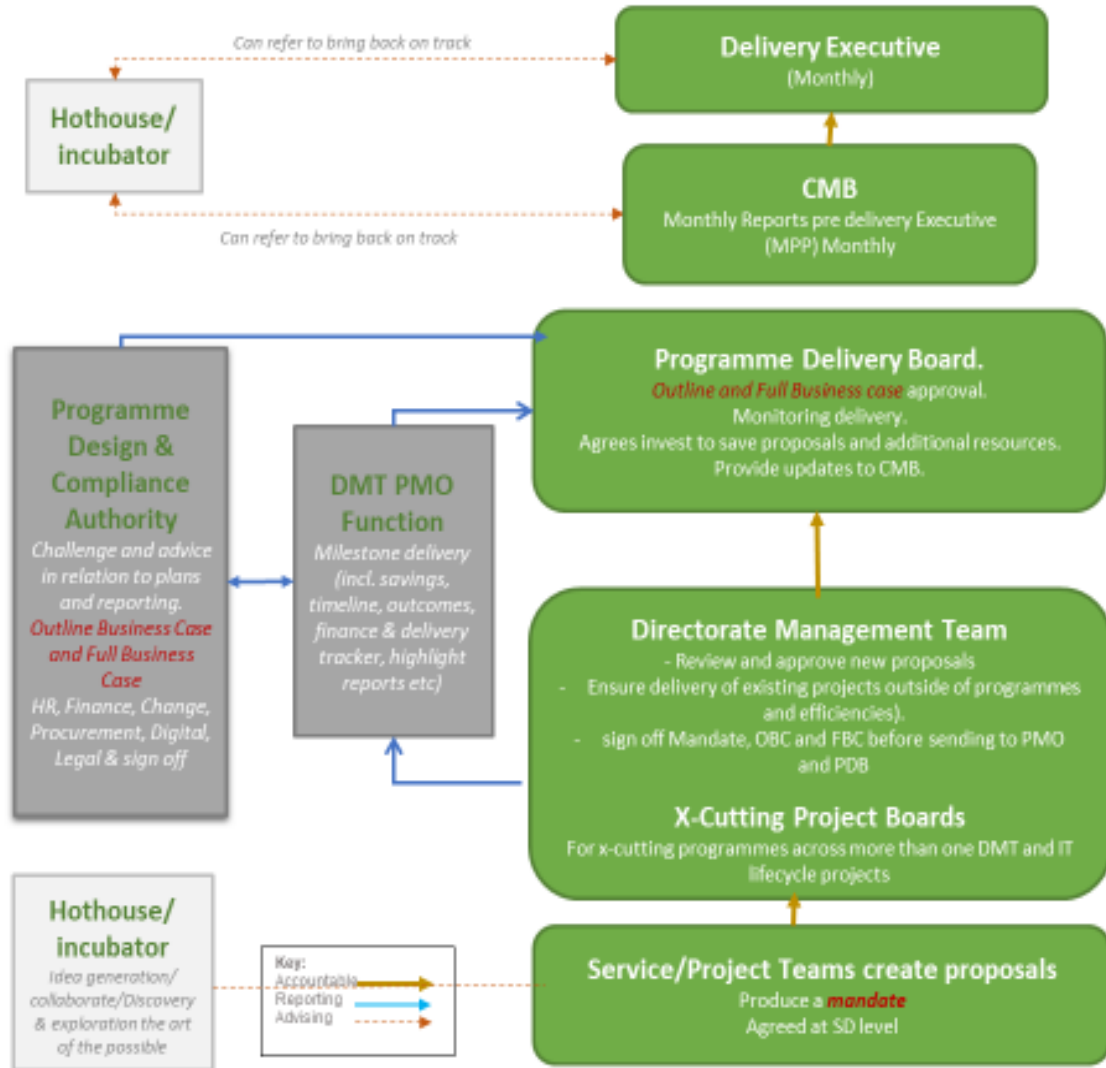 Can refer to bring back on track
Delivery Executive
(Monthly)
Hothouse/
incubator
CMB
Monthly Reports pre delivery Executive
(MPP) Monthly
Can refer to bring back on track
Programme
Design &
Compliance
Authority
Challenge and advice
in relation to plans
and reporting.
Outline Business Case
and Full Business
Case
HR, Finance, Change,
Procurement, Digital,
Legal & sign off
DMT PMO
Function
Milestone delivery
(incl. savings,
timeline, outcomes,
finance & delivery
tracker, highlight
reports etc)
Programme Delivery Board.
Outline and Full Business case approval.
Monitoring delivery.
Agrees invest to save proposals and additional resources.
Provide updates to CMB.
Directorate Management Team
- Review and approve new proposals
- Ensure delivery of existing projects outside of programmes
and efficiencies).
- sign off Mandate, OBC and FBC before sending to PMO
and PDB
X-Cutting Project Boards
For x-cutting programmes across more than one DMT and IT
lifecycle projects
Hothouse/
incubator
Idea generation/
collaborate/Discovery
& exploration the art
of the possible
Key:
Accountable
Reporting
Advising
Service/Project Teams create proposals
Produce a mandate
Agreed at SD level